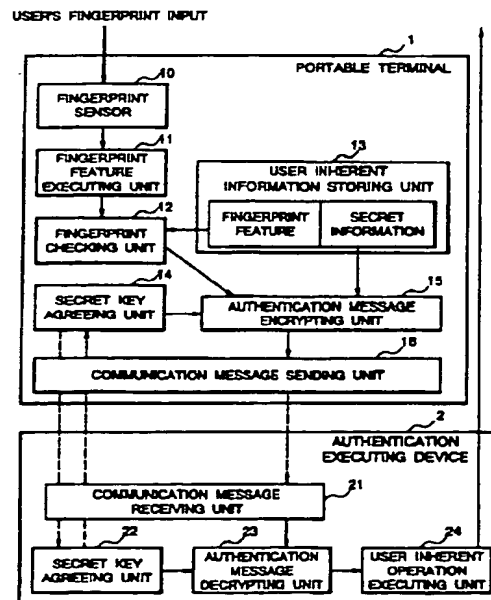 USER'S FINGERPRINT INPUT
1
PORTABLE TERMINAL
10
FINGERPRINT
SENSOR
11
FINGERPRINT
FEATURE
EXECUTING UNIT
13
USER INHERENT
INFORMATION STORING UNIT
FINGERPRINT
FEATURE
SECRET
INFORMATION
12
FINGERPRINT
CHECKING UNIT
14
SECRET KEY
AGREEING UNIT
15
AUTHENTICATION MESSAGE
ENCRYPTING UNIT
16
COMMUNICATION MESSAGE SENDING UNIT
2
AUTHENTICATION
EXECUTING DEVICE
COMMUNICATION MESSAGE
RECEIVING UNIT
21
22
SECRET KEY
AGREEING UNIT
23
AUTHENTICATION
MESSAGE
DECRYPTING UNIT
24
USER INHERENT
OPERATION
EXECUTING UNIT